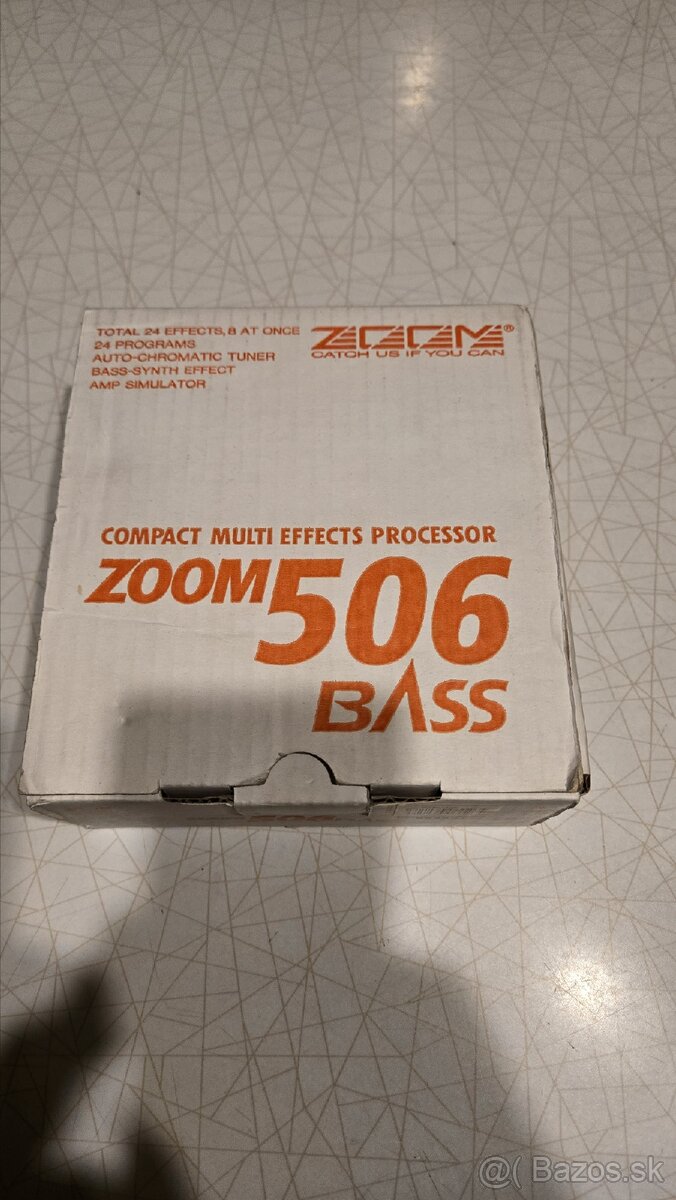 TOTAL 24 EFFECTS, 8 AT ONCE
24 PROGRAMS
AUTO-CHROMATIC TUNER
BASS-SYNTH EFFECT
AMP SIMULATOR
ZOOM®
CATCH US IF YOU CAN
COMPACT MULTI EFFECTS PROCESSOR
ZOOM 506
BASS
@( Bazos.sk